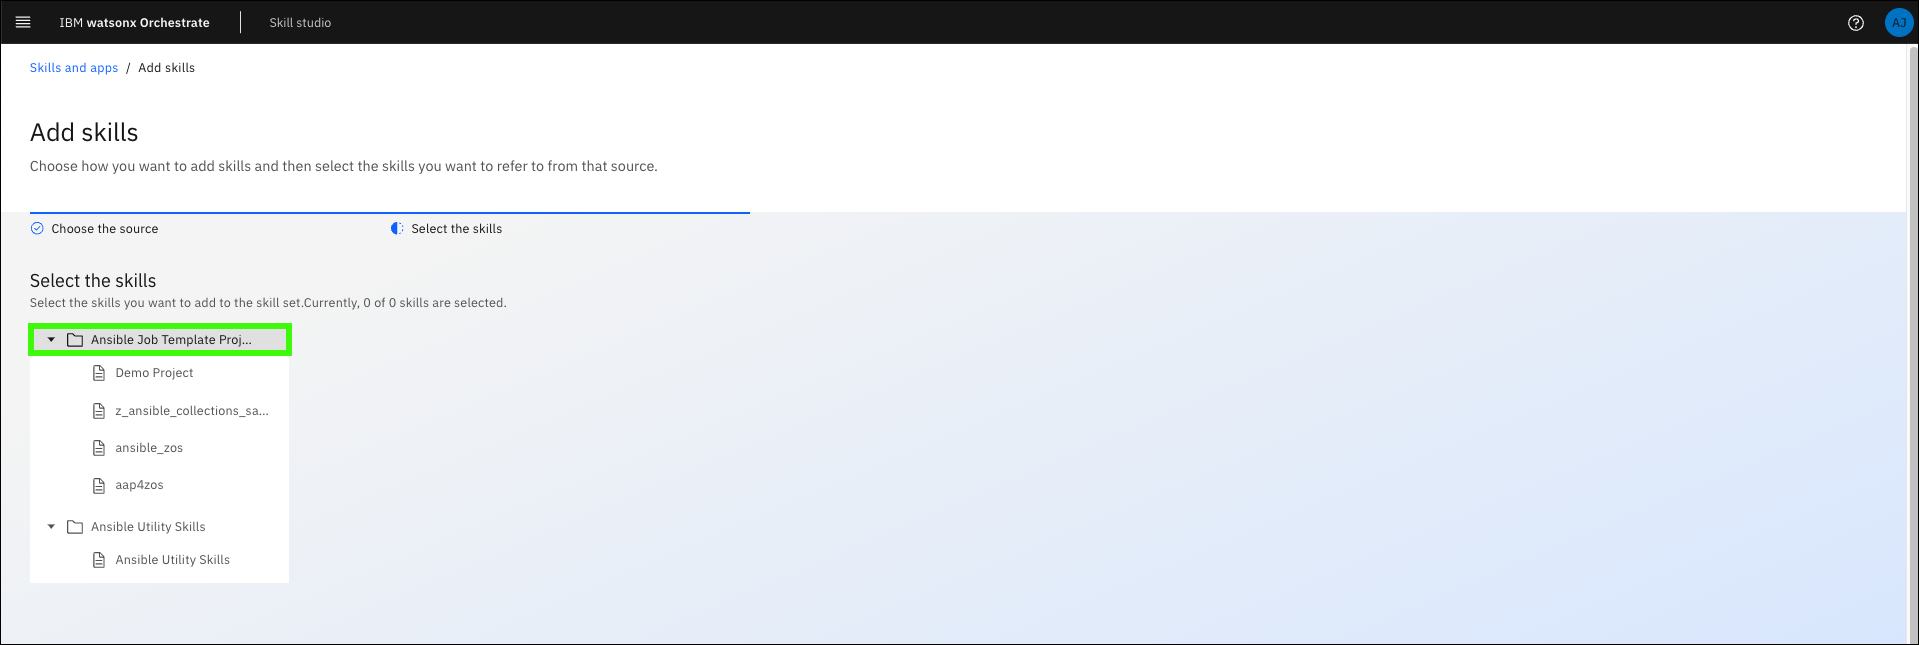 IBM watsonx Orchestrate Skill studio AJ
Skills and apps / Add skills
Add skills
Choose how you want to add skills and then select the skills you want to refer to from that source.
Choose the source Select the skills
Select the skills
Select the skills you want to add to the skill set.Currently, 0 of 0 skills are selected.
Ansible Job Template Proj...
Demo Project
z_ansible_collections_sa...
ansible_zos
aap4zos
Ansible Utility Skills
Ansible Utility Skills